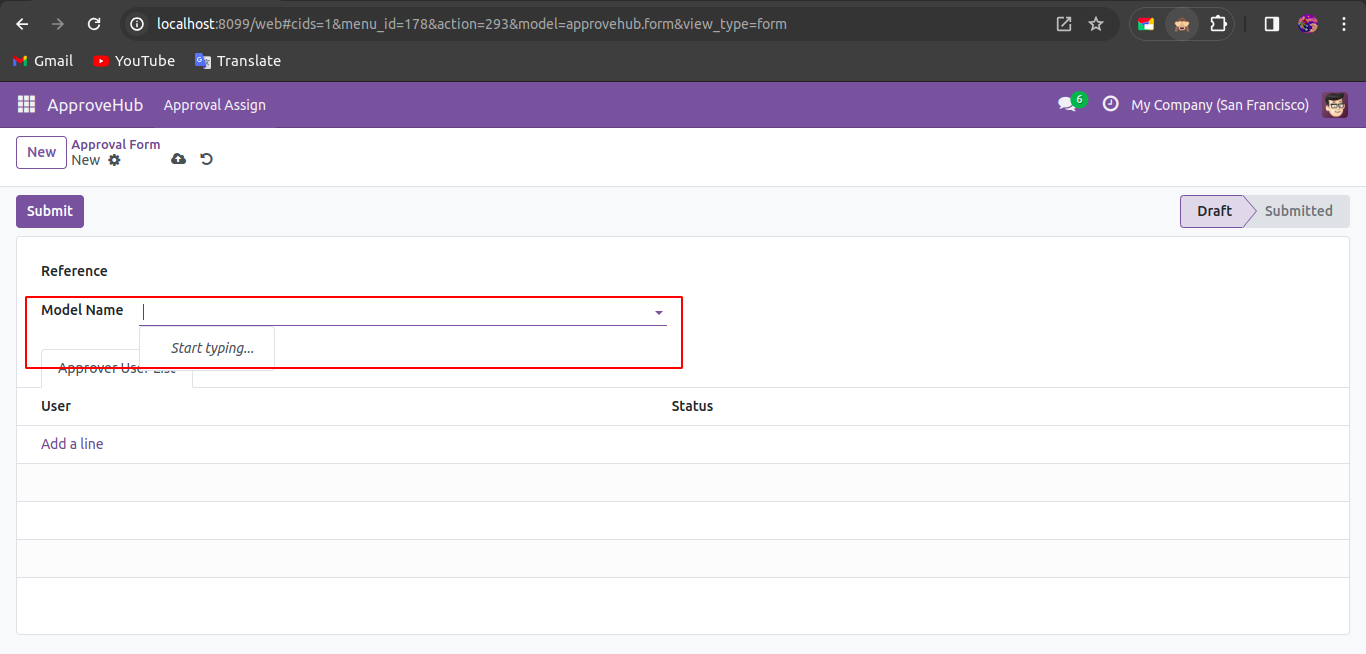 localhost:8099/web#cids=1&menu_id=178&action=293&model=approvehub.form&view_type=form
Gmail YouTube Translate
ApproveHub Approval Assign 6 My Company (San Francisco)
New Approval Form
New
Submit Draft Submitted
Reference
Model Name
Start typing...
Approver User List
User Status
Add a line